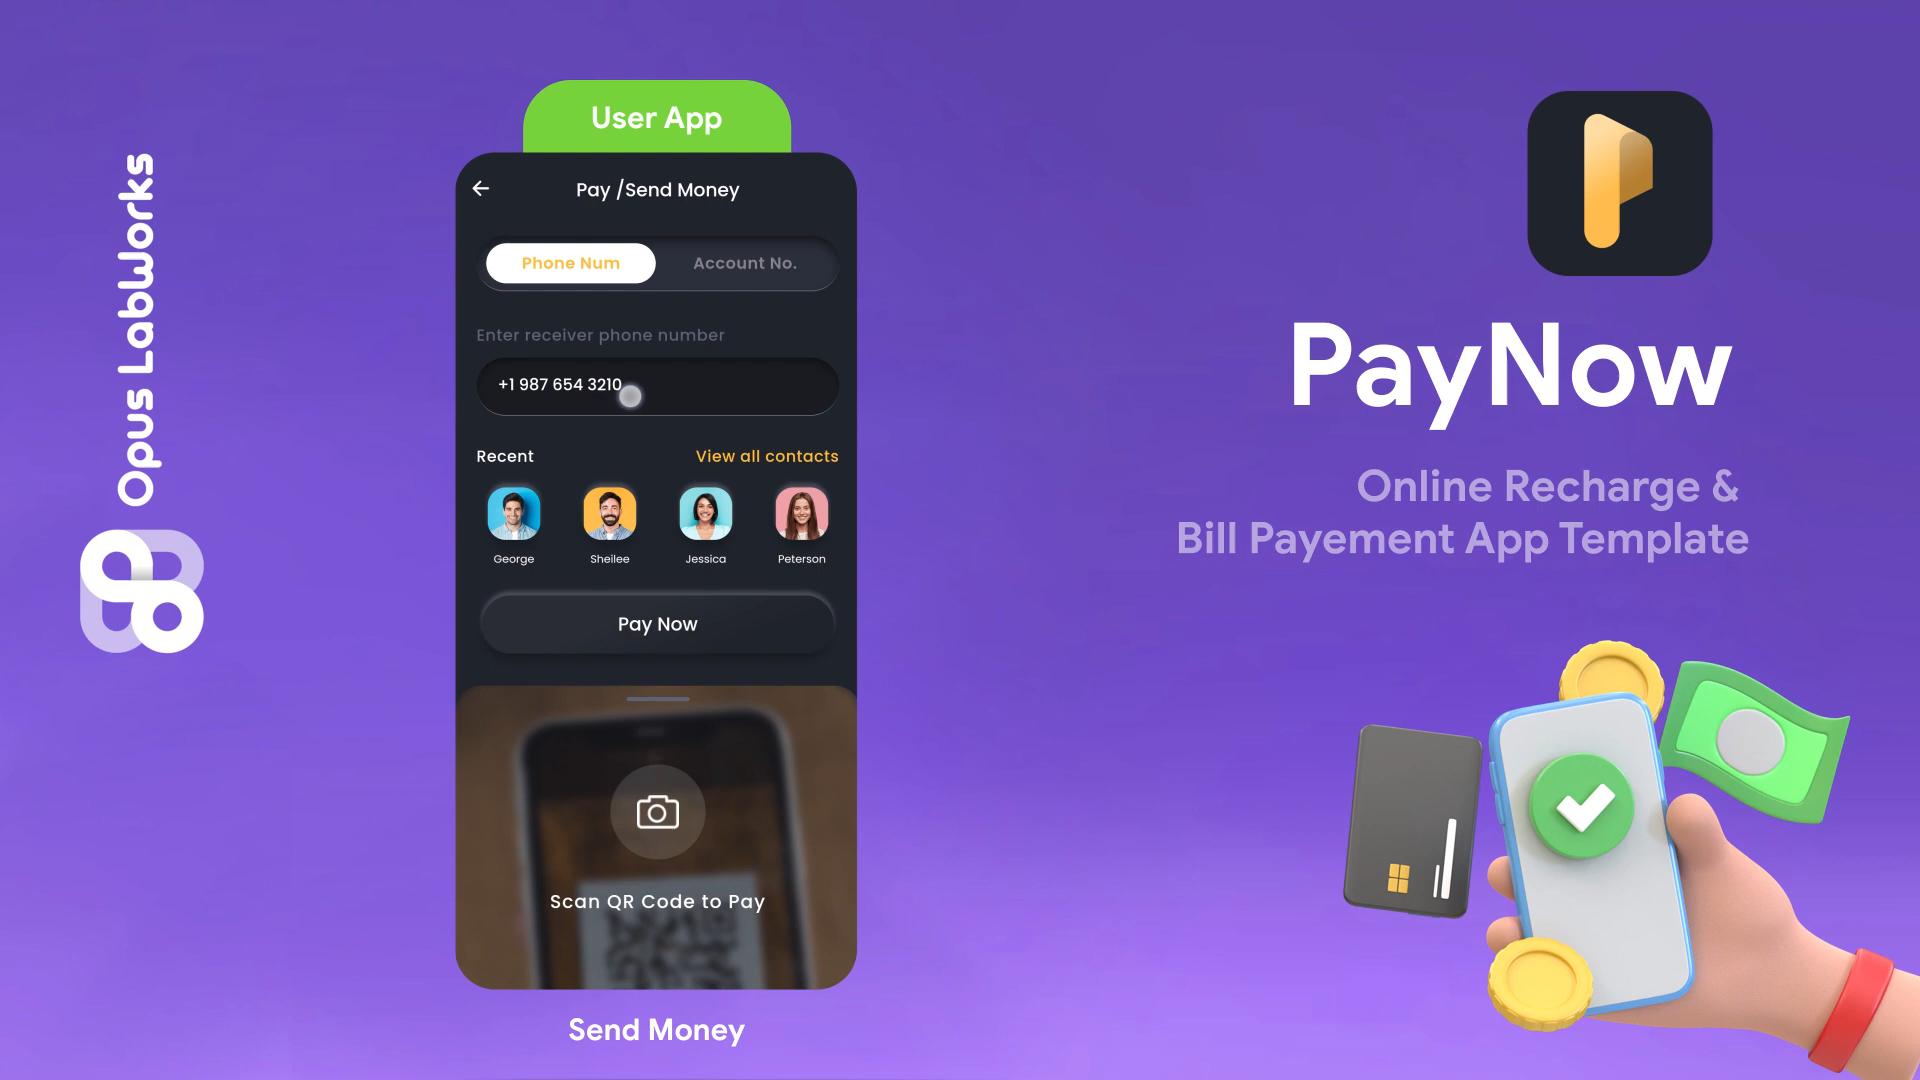 Opus LabWorks
User App
Pay /Send Money
Phone Num
Account No.
Enter receiver phone number
+1 987 654 3210
Recent
View all contacts
George
Sheilee
Jessica
Peterson
Pay Now
Scan QR Code to Pay
Send Money
PayNow
Online Recharge &
Bill Payement App Template